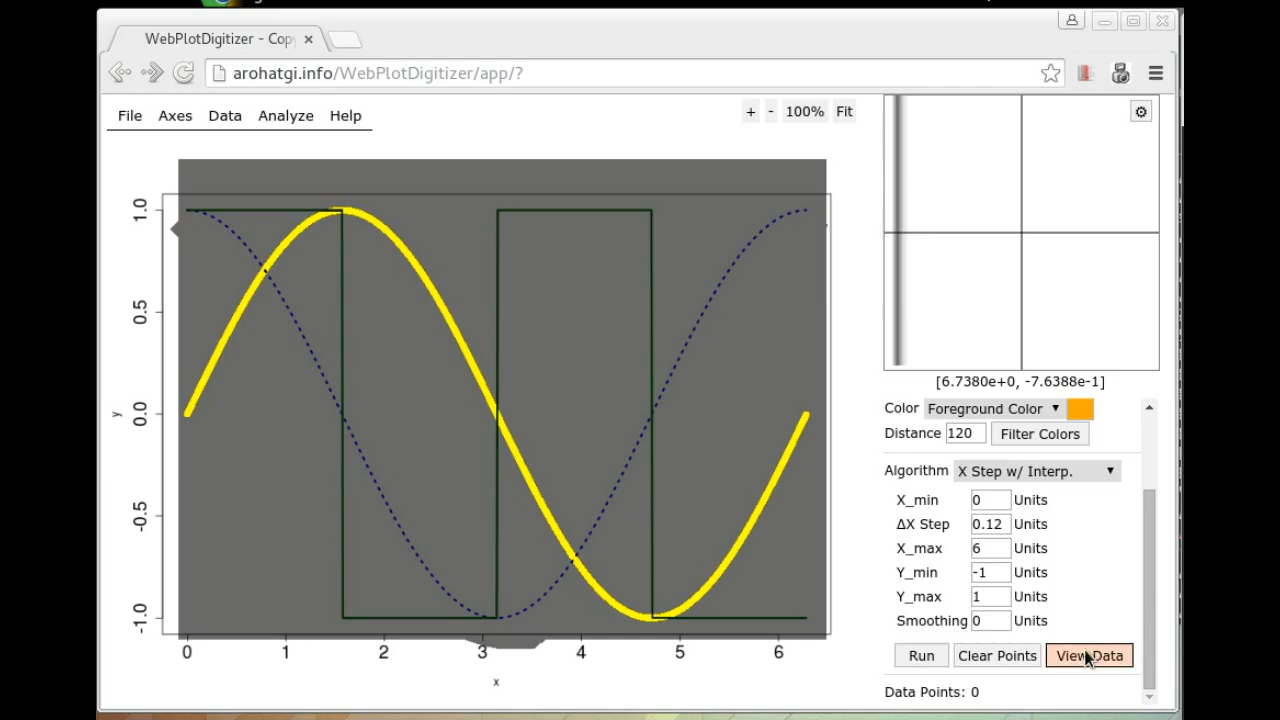 WebPlotDigitizer - Cop
arohatgi.info/WebPlotDigitizer/app/?
File Axes Data Analyze Help
+ - 100% Fit
[6.7380e+0, -7.6388e-1]
Color Foreground Color
Distance 120 Filter Colors
Algorithm X Step w/ Interp.
X_min 0 Units
ΔX Step 0.12 Units
X_max 6 Units
Y_min -1 Units
Y_max 1 Units
Smoothing 0 Units
Run Clear Points View Data
Data Points: 0
1.0
0.5
0.0
-0.5
-1.0
y
0 1 2 3 4 5 6
x